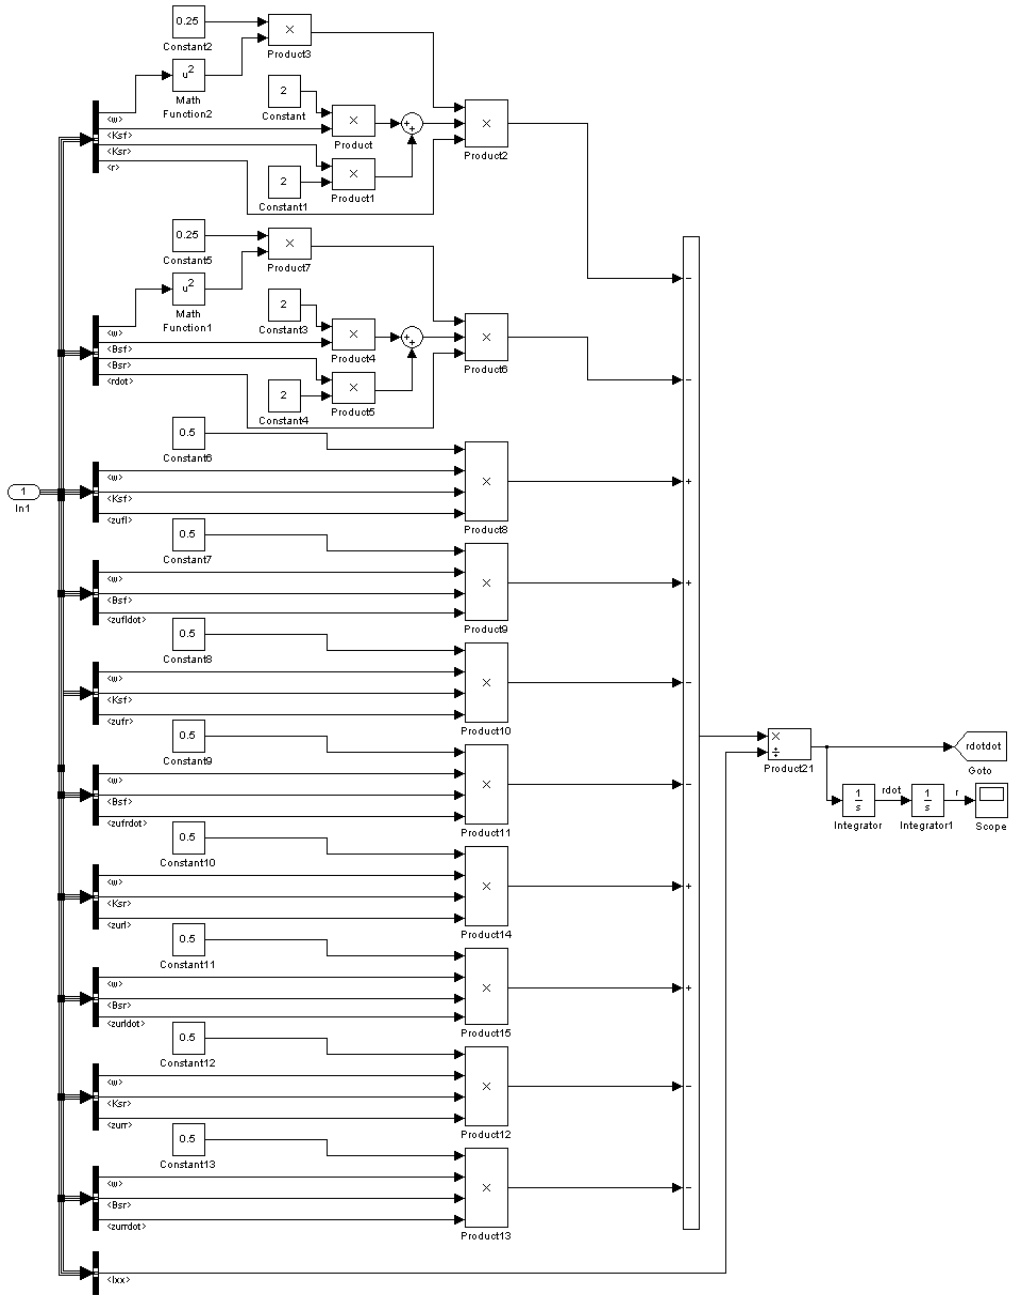 0.25
Constant2
×
Product3
u²
Math
Function2
2
Constant
×
Product
+
+
×
Product2
<w>
<Ksf>
<Ksr>
<r>
2
Constant1
×
Product1
0.25
Constant5
×
Product7
u²
Math
Function1
2
Constant3
×
Product4
+
+
×
Product6
<w>
<Bsf>
<Bsr>
<rdot>
2
Constant4
×
Product5
−
−
0.5
Constant6
<w>
<Ksf>
<zufl>
×
Product8
+
1
In1
0.5
Constant7
<w>
<Bsf>
<zufldot>
×
Product9
+
0.5
Constant8
<w>
<Ksf>
<zufr>
×
Product10
−
0.5
Constant9
<w>
<Bsf>
<zufrdot>
×
Product11
−
×
÷
Product21
rdotdot
Goto
1
s
Integrator
rdot
1
s
Integrator1
r
Scope
0.5
Constant10
<w>
<Ksr>
<zurl>
×
Product14
+
0.5
Constant11
<w>
<Bsr>
<zurldot>
×
Product15
+
0.5
Constant12
<w>
<Ksr>
<zurr>
×
Product12
−
0.5
Constant13
<w>
<Bsr>
<zurrdot>
×
Product13
−
<Ixx>